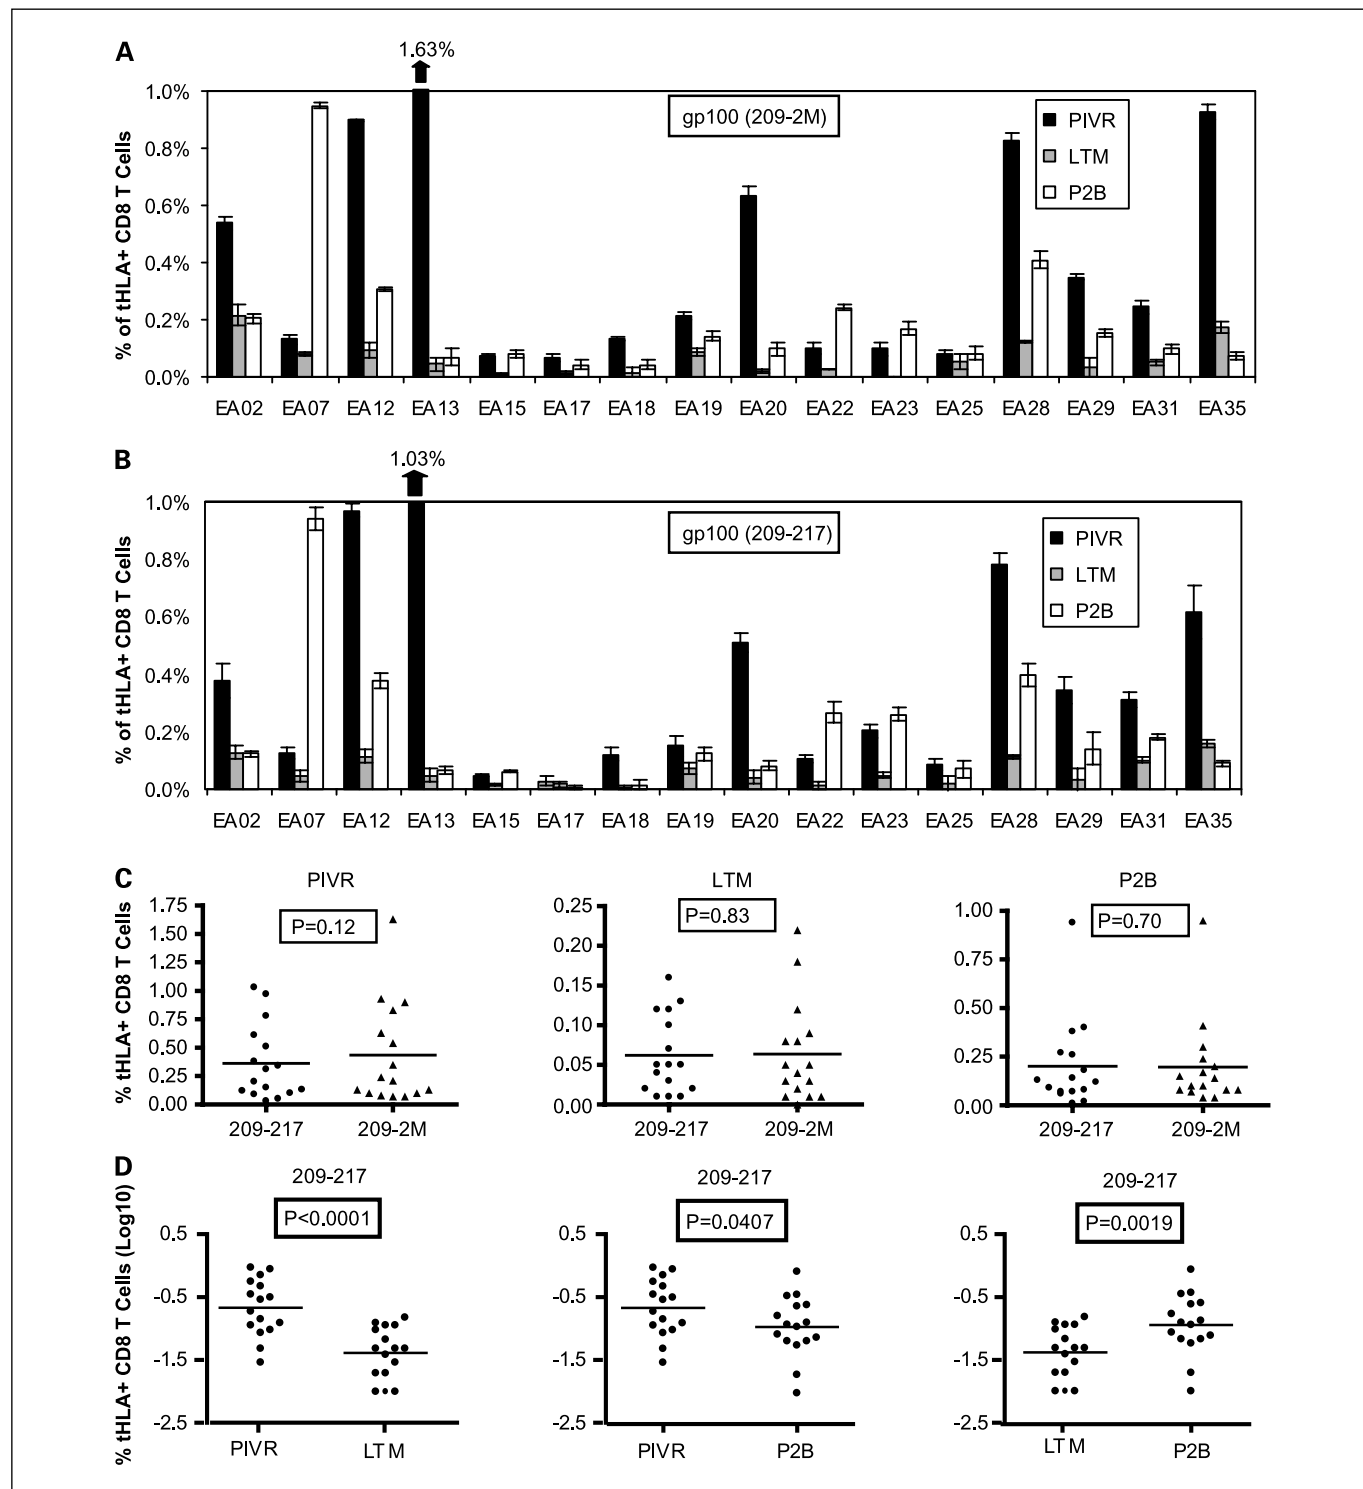 A
1.63%
% of tHLA+ CD8 T Cells
1.0%
0.8%
0.6%
0.4%
0.2%
0.0%
gp100 (209-2M)
PIVR
LTM
P2B
EA02 EA07 EA12 EA13 EA15 EA17 EA18 EA19 EA20 EA22 EA23 EA25 EA28 EA29 EA31 EA35
B
1.03%
% of tHLA+ CD8 T Cells
1.0%
0.8%
0.6%
0.4%
0.2%
0.0%
gp100 (209-217)
PIVR
LTM
P2B
EA02 EA07 EA12 EA13 EA15 EA17 EA18 EA19 EA20 EA22 EA23 EA25 EA28 EA29 EA31 EA35
C
% tHLA+ CD8 T Cells
PIVR
P=0.12
1.75
1.50
1.25
1.00
0.75
0.50
0.25
0.00
209-217 209-2M
LTM
P=0.83
0.25
0.20
0.15
0.10
0.05
0.00
209-217 209-2M
P2B
P=0.70
1.00
0.75
0.50
0.25
0.00
209-217 209-2M
D
% tHLA+ CD8 T Cells (Log10)
209-217
P<0.0001
0.5
-0.5
-1.5
-2.5
PIVR LTM
209-217
P=0.0407
0.5
-0.5
-1.5
-2.5
PIVR P2B
209-217
P=0.0019
0.5
-0.5
-1.5
-2.5
LTM P2B